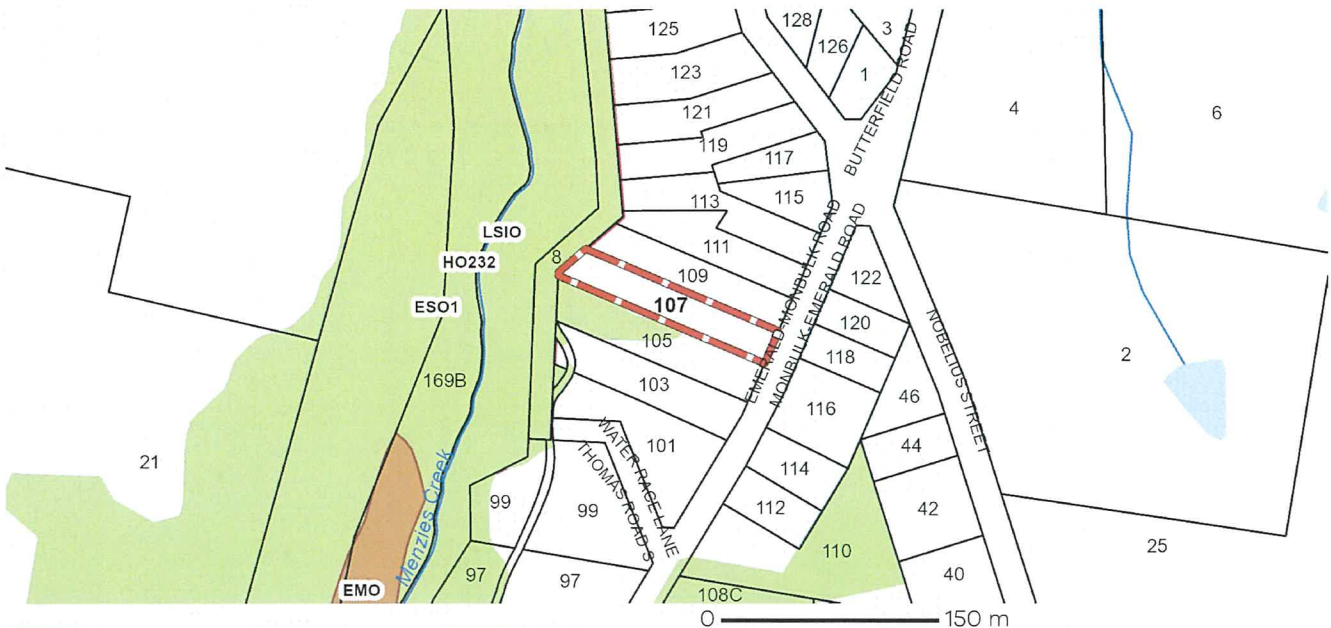 125
128
126
3
123
1
4
6
121
119
117
BUTTERFIELD ROAD
115
113
LSIO
111
HO232
8
109
122
ESO1
107
EMERALD-MONBULK ROAD
MONBULK-EMERALD ROAD
120
105
118
NOBELIUS STREET
2
169B
103
116
46
WATER RACE LANE
THOMAS ROAD S
101
44
21
114
Menzies Creek
99
99
112
42
110
25
97
97
40
EMO
108C
0 150 m